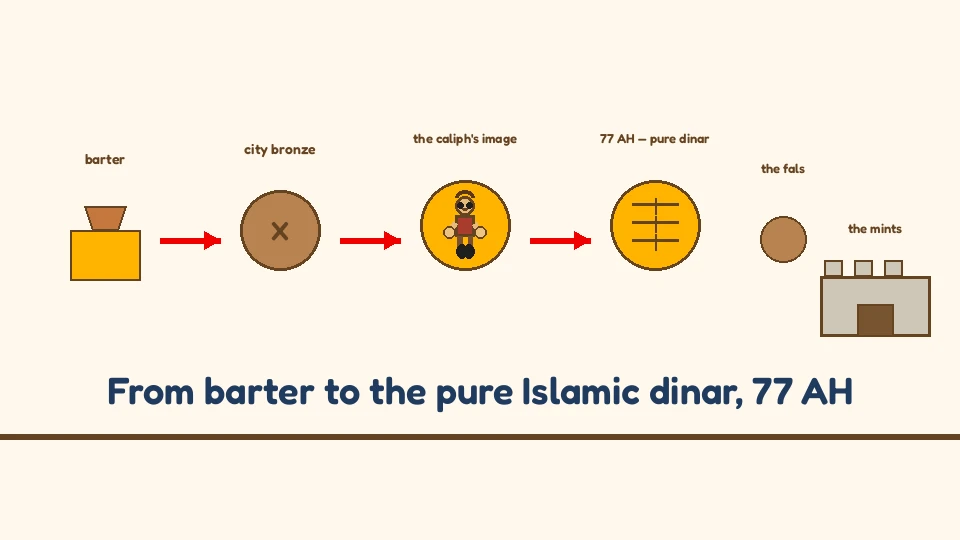 barter
city bronze
the caliph's image
77 AH – pure dinar
the fals
the mints
From barter to the pure Islamic dinar, 77 AH